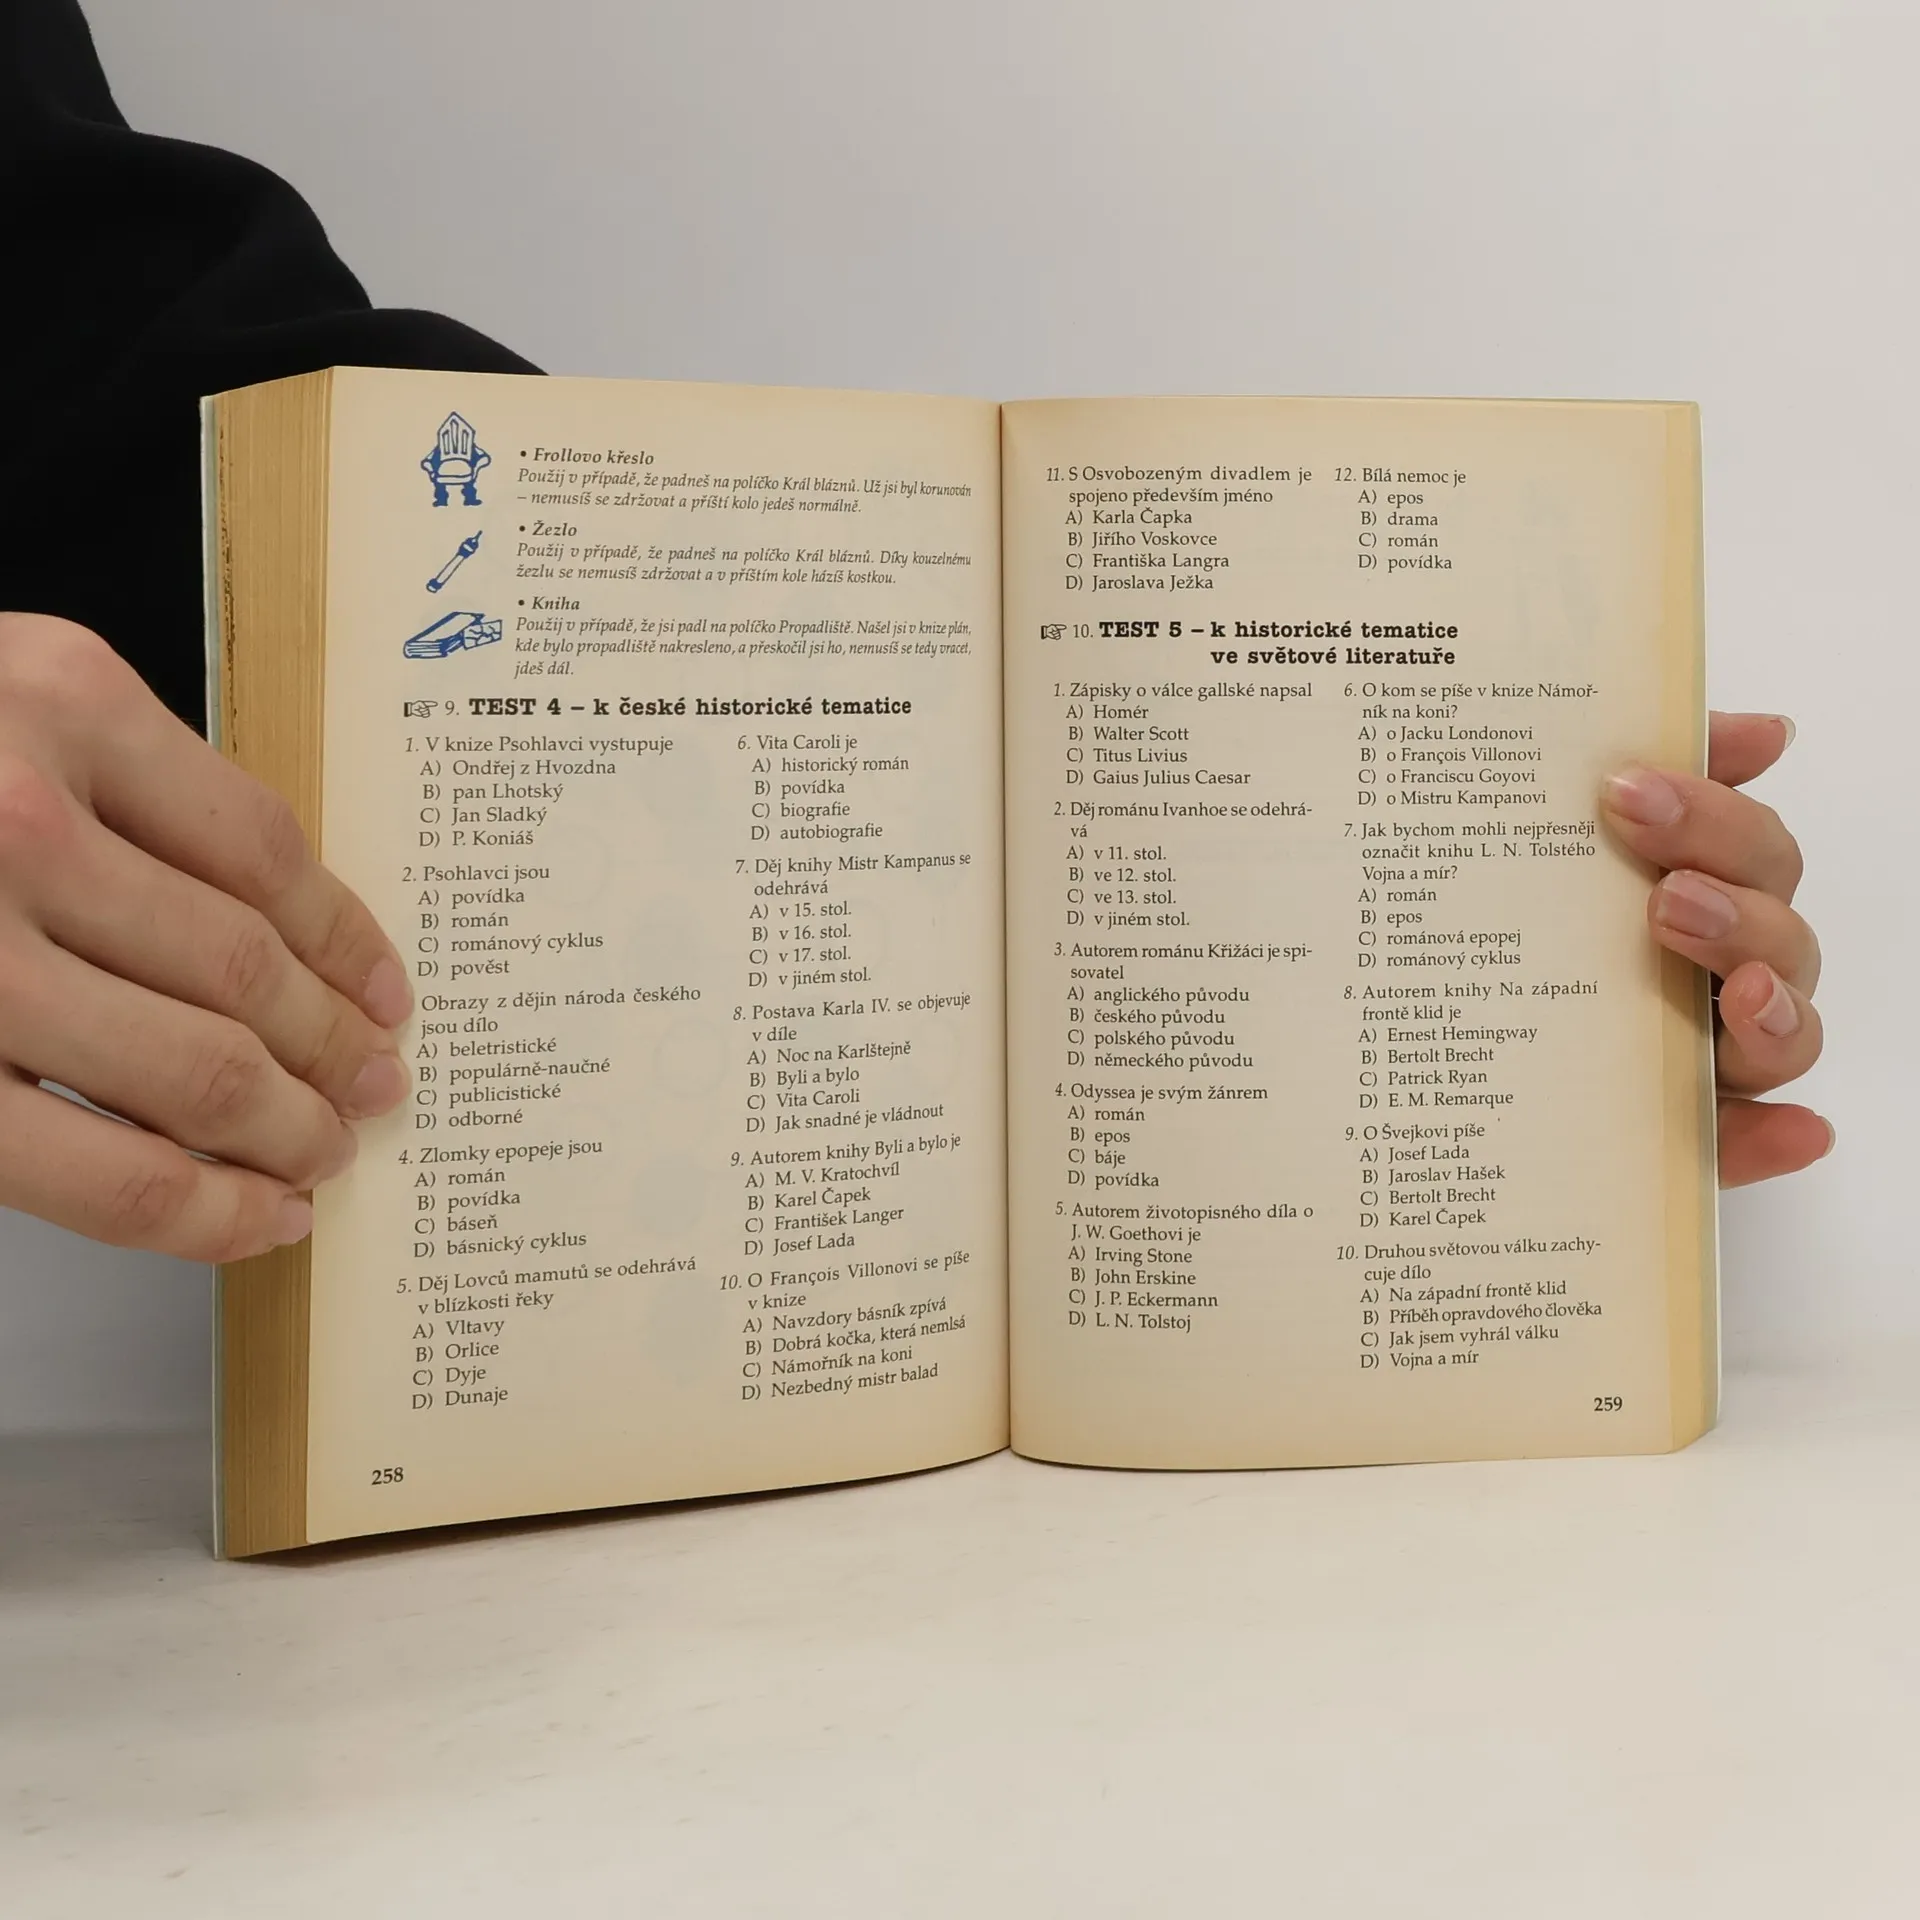 • Frollovo křeslo
Použij v případě, že padneš na políčko Král bláznů. Už jsi byl korunován
– nemusíš se zdržovat a příští kolo jedeš normálně.
• Žezlo
Použij v případě, že padneš na políčko Král bláznů. Díky kouzelnému
žezlu se nemusíš zdržovat a v příštím kole házíš kostkou.
• Kniha
Použij v případě, že jsi padl na políčko Propadliště. Našel jsi v knize plán,
kde bylo propadliště nakresleno, a přeskočil jsi ho, nemusíš se tedy vracet,
jdeš dál.
9. TEST 4 – k české historické tematice
1. V knize Psohlavci vystupuje
A) Ondřej z Hvozdna
B) pan Lhotský
C) Jan Sladký
D) P. Koniáš
2. Psohlavci jsou
A) povídka
B) román
C) románový cyklus
D) pověst
Obrazy z dějin národa českého
jsou dílo
A) beletristické
B) populárně-naučné
C) publicistické
D) odborné
4. Zlomky epopeje jsou
A) román
B) povídka
C) báseň
D) básnický cyklus
5. Děj Lovců mamutů se odehrává
v blízkosti řeky
A) Vltavy
B) Orlice
C) Dyje
D) Dunaje
6. Vita Caroli je
A) historický román
B) povídka
C) biografie
D) autobiografie
7. Děj knihy Mistr Kampanus se
odehrává
A) v 15. stol.
B) v 16. stol.
C) v 17. stol.
D) v jiném stol.
8. Postava Karla IV. se objevuje
v díle
A) Noc na Karlštejně
B) Byli a bylo
C) Vita Caroli
D) Jak snadné je vládnout
9. Autorem knihy Byli a bylo je
A) M. V. Kratochvíl
B) Karel Čapek
C) František Langer
D) Josef Lada
10. O François Villonovi se píše
v knize
A) Navzdory básník zpívá
B) Dobrá kočka, která nemlsá
C) Námořník na koni
D) Nezbedný mistr balad
258
11. S Osvobozeným divadlem je
spojeno především jméno
A) Karla Čapka
B) Jiřího Voskovce
C) Františka Langra
D) Jaroslava Ježka
12. Bílá nemoc je
A) epos
B) drama
C) román
D) povídka
10. TEST 5 – k historické tematice
ve světové literatuře
1. Zápisky o válce gallské napsal
A) Homér
B) Walter Scott
C) Titus Livius
D) Gaius Julius Caesar
2. Děj románu Ivanhoe se odehrá-
vá
A) v 11. stol.
B) ve 12. stol.
C) ve 13. stol.
D) v jiném stol.
3. Autorem románu Křižáci je spi-
sovatel
A) anglického původu
B) českého původu
C) polského původu
D) německého původu
4. Odyssea je svým žánrem
A) román
B) epos
C) báje
D) povídka
5. Autorem životopisného díla o
J. W. Goethovi je
A) Irving Stone
B) John Erskine
C) J. P. Eckermann
D) L. N. Tolstoj
6. O kom se píše v knize Námoř-
ník na koni?
A) o Jacku Londonovi
B) o François Villonovi
C) o Franciscu Goyovi
D) o Mistru Kampanovi
7. Jak bychom mohli nejpřesněji
označit knihu L. N. Tolstého
Vojna a mír?
A) román
B) epos
C) románová epopej
D) románový cyklus
8. Autorem knihy Na západní
frontě klid je
A) Ernest Hemingway
B) Bertolt Brecht
C) Patrick Ryan
D) E. M. Remarque
9. O Švejkovi píše
A) Josef Lada
B) Jaroslav Hašek
C) Bertolt Brecht
D) Karel Čapek
10. Druhou světovou válku zachy-
cuje dílo
A) Na západní frontě klid
B) Příběh opravdového člověka
C) Jak jsem vyhrál válku
D) Vojna a mír
259